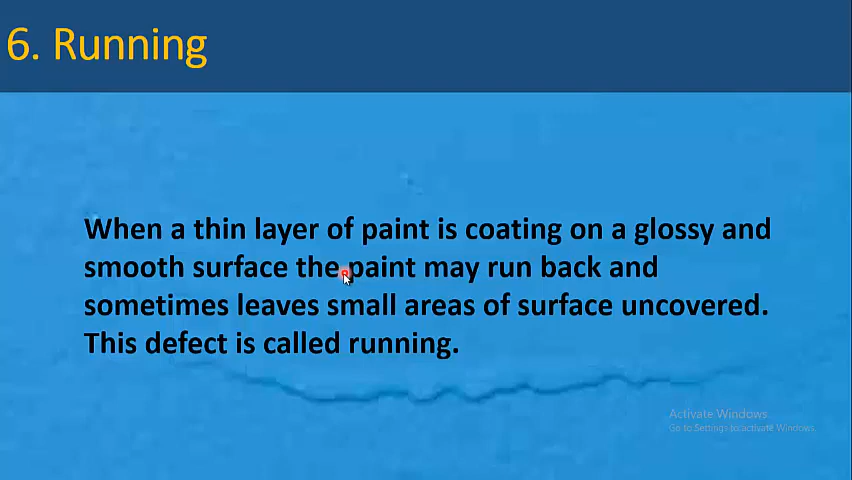 6. Running
When a thin layer of paint is coating on a glossy and
smooth surface the paint may run back and
sometimes leaves small areas of surface uncovered.
This defect is called running.
Activate Windows
Go to Settings to activate Windows.